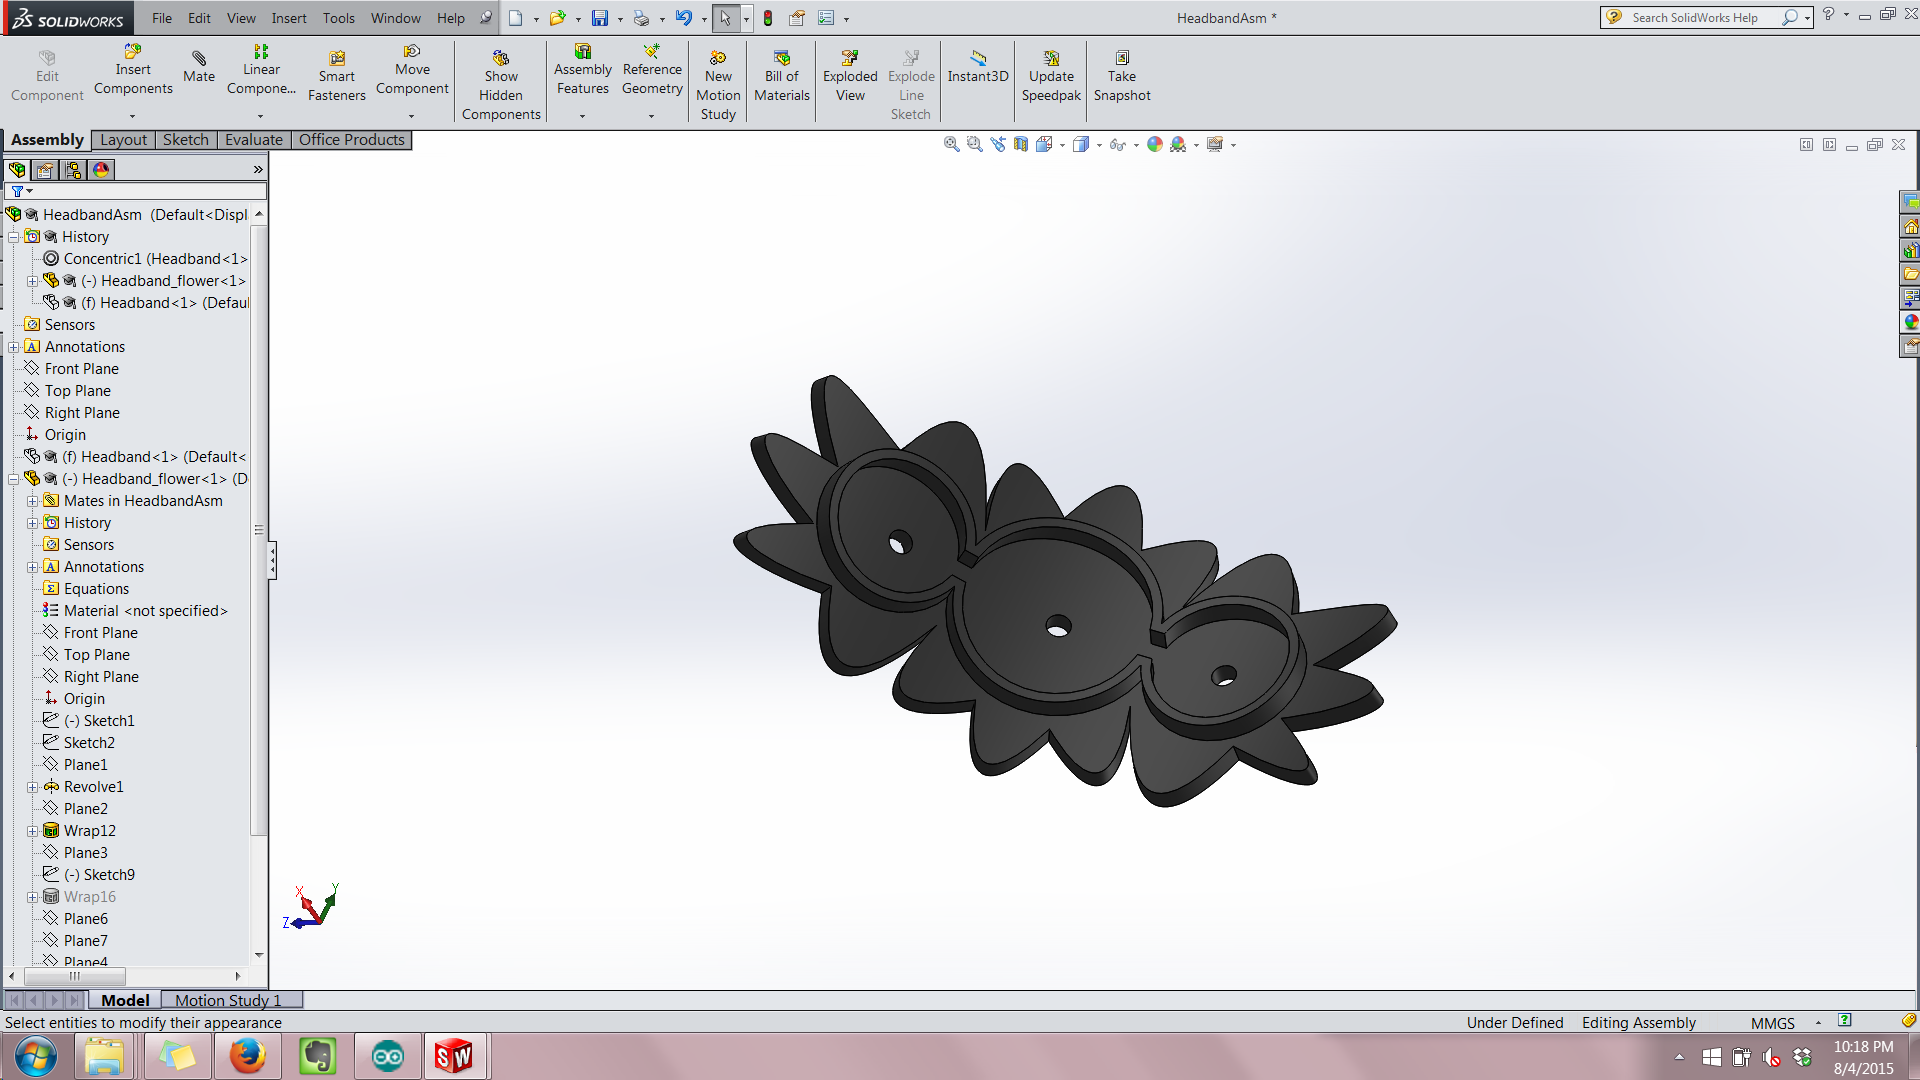 SOLIDWORKS File Edit View Insert Tools Window Help HeadbandAsm * Search SolidWorks Help
Edit Component
Insert Components
Mate
Linear Compone...
Smart Fasteners
Move Component
Show Hidden Components
Assembly Features
Reference Geometry
New Motion Study
Bill of Materials
Exploded View
Explode Line Sketch
Instant3D
Update Speedpak
Take Snapshot
Assembly Layout Sketch Evaluate Office Products
HeadbandAsm (Default<Displ
History
Concentric1 (Headband<1>
(-) Headband_flower<1>
(f) Headband<1> (Defaul
Sensors
Annotations
Front Plane
Top Plane
Right Plane
Origin
(f) Headband<1> (Default<
(-) Headband_flower<1> (D
Mates in HeadbandAsm
History
Sensors
Annotations
Equations
Material <not specified>
Front Plane
Top Plane
Right Plane
Origin
(-) Sketch1
Sketch2
Plane1
Revolve1
Plane2
Wrap12
Plane3
(-) Sketch9
Wrap16
Plane6
Plane7
Plane4
X Y
Z
Model Motion Study 1
Select entities to modify their appearance Under Defined Editing Assembly MMGS
SW
10:18 PM
8/4/2015